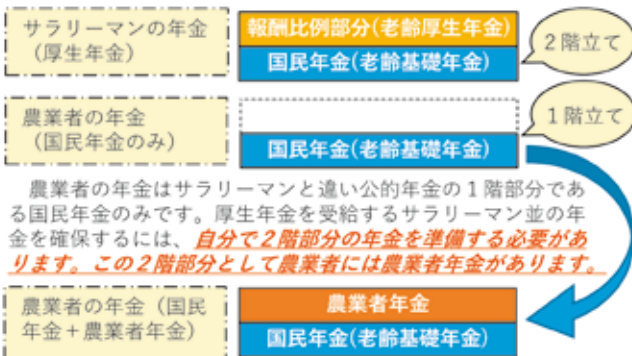 サラリーマンの年金
(厚生年金)
報酬比例部分(老齢厚生年金)
国民年金(老齢基礎年金)
2階立て
農業者の年金
(国民年金のみ)
国民年金(老齢基礎年金)
1階立て
農業者の年金はサラリーマンと違い公的年金の1階部分であ
る国民年金のみです。厚生年金を受給するサラリーマン並の年
金を確保するには、自分で2階部分の年金を準備する必要があ
ります。この2階部分として農業者には農業者年金があります。
農業者の年金(国民
年金+農業者年金)
農業者年金
国民年金(老齢基礎年金)